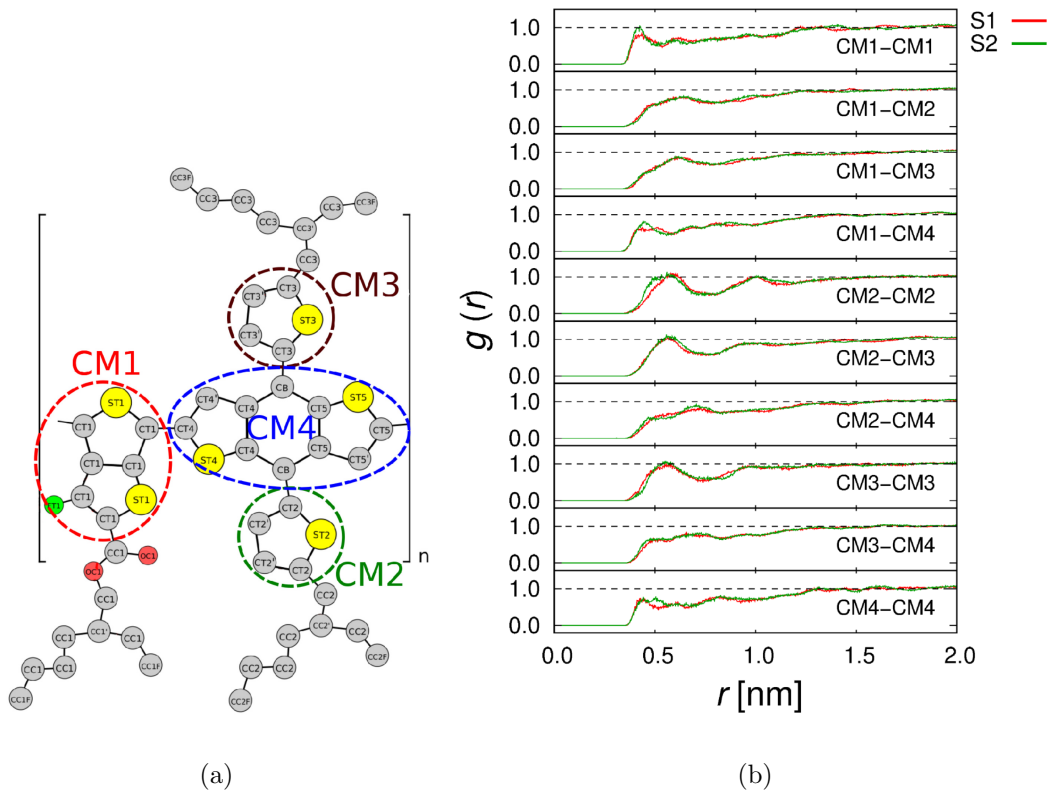 CC3F
CC3
CC3
CC3
CC3
CC3F
CC3'
CC3
CM3
CT3'
CT3
ST3
CT3'
CT3
CM1
ST1
CT1
CT1
CT1
CT1
CT1
ST1
CT1
CC1
OC1
OC1
CB
CT4'
CT4
CT5
ST5
CT4
CM4
CT5
ST4
CT4
CT5
CT5'
CB
CT2
CT2'
ST2
CT2'
CT2
CM2
n
CC1
CC1'
CC1
CC1
CC1
CC1
CC1F
CC1F
CC2
CC2'
CC2
CC2
CC2
CC2
CC2F
CC2F
(a)
S1
S2
1.0
0.0
CM1−CM1
1.0
0.0
CM1−CM2
1.0
0.0
CM1−CM3
1.0
0.0
CM1−CM4
1.0
0.0
CM2−CM2
1.0
0.0
CM2−CM3
1.0
0.0
CM2−CM4
1.0
0.0
CM3−CM3
1.0
0.0
CM3−CM4
1.0
0.0
CM4−CM4
g (r)
0.0 0.5 1.0 1.5 2.0
r [nm]
(b)